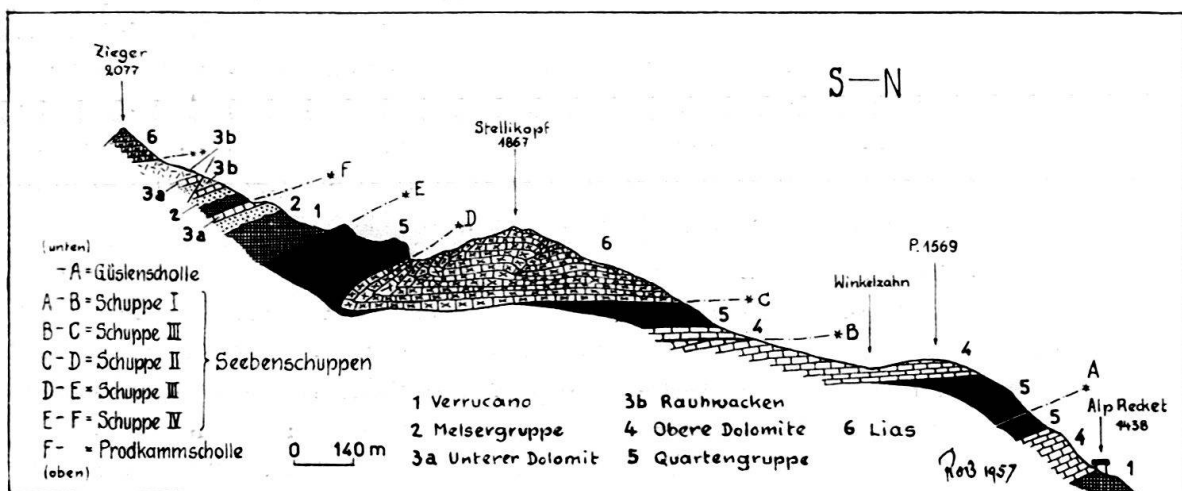 S—N
Zieger
2077
Stellikopf
1867
P. 1569
Winkelzahn
Alp Recket
1438
6
3b
3b
3a
2
3a
2
1
5
6
5
4
4
5
5
4
1
* *
* F
* E
* D
* C
* B
* A
(unten)
- A = Güslenscholle
A - B = Schuppe I
B - C = Schuppe III
C - D = Schuppe II
D - E = Schuppe III
E - F = Schuppe IV
Seebenschuppen
F - = Prodkammscholle
(oben)
0 140 m
1 Verrucano
2 Melsergruppe
3a Unterer Dolomit
3b Rauhwacken
4 Obere Dolomite
5 Quartengruppe
6 Lias
1957